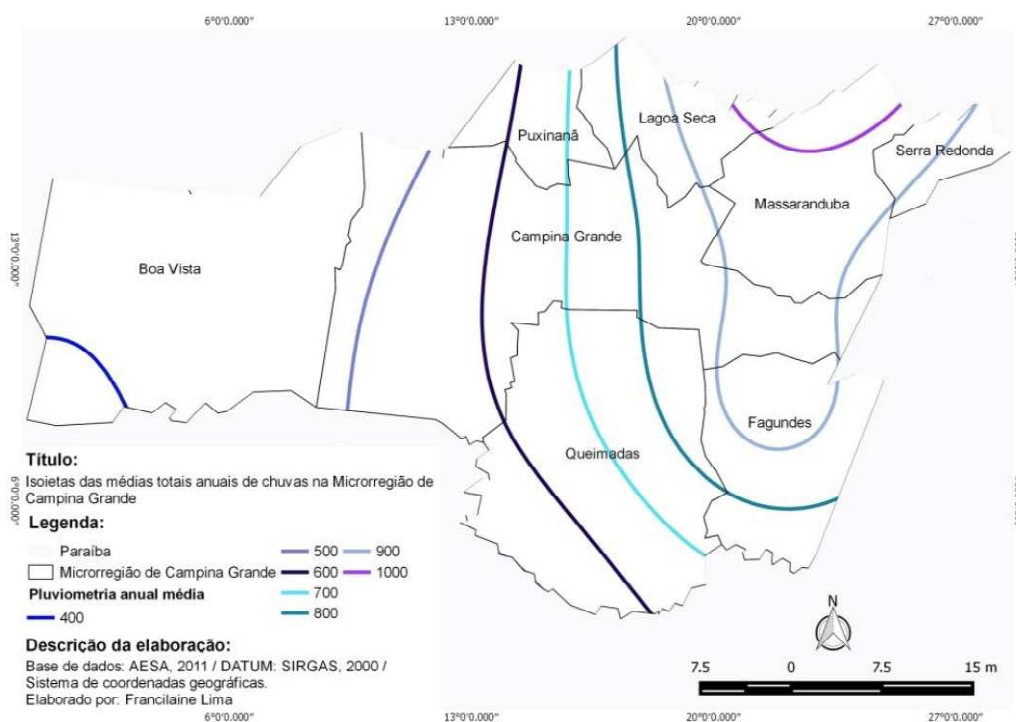 6°0'0.000" 13°0'0.000" 20°0'0.000" 27°0'0.000"
Puxinanã
Lagoa Seca
Serra Redonda
Massaranduba
Campina Grande
Boa Vista
13°0'0.000"
Fagundes
Queimadas
6°0'0.000"
Título:
Isoietas das médias totais anuais de chuvas na Microrregião de
Campina Grande
Legenda:
Paraíba
Microrregião de Campina Grande
Pluviometria anual média
400
500
600
700
800
900
1000
Descrição da elaboração:
Base de dados: AESA, 2011 / DATUM: SIRGAS, 2000 /
Sistema de coordenadas geográficas.
Elaborado por: Francilaine Lima
N
7.5 0 7.5 15 m
6°0'0.000" 13°0'0.000" 20°0'0.000" 27°0'0.000"